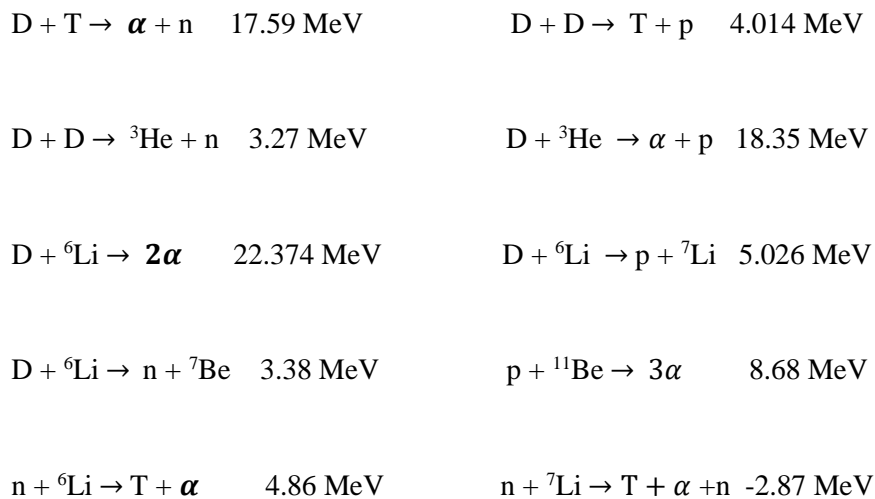 D + T → α + n 17.59 MeV D + D → T + p 4.014 MeV
D + D → ³He + n 3.27 MeV D + ³He → α + p 18.35 MeV
D + ⁶Li → 2α 22.374 MeV D + ⁶Li → p + ⁷Li 5.026 MeV
D + ⁶Li → n + ⁷Be 3.38 MeV p + ¹¹Be → 3α 8.68 MeV
n + ⁶Li → T + α 4.86 MeV n + ⁷Li → T + α +n -2.87 MeV